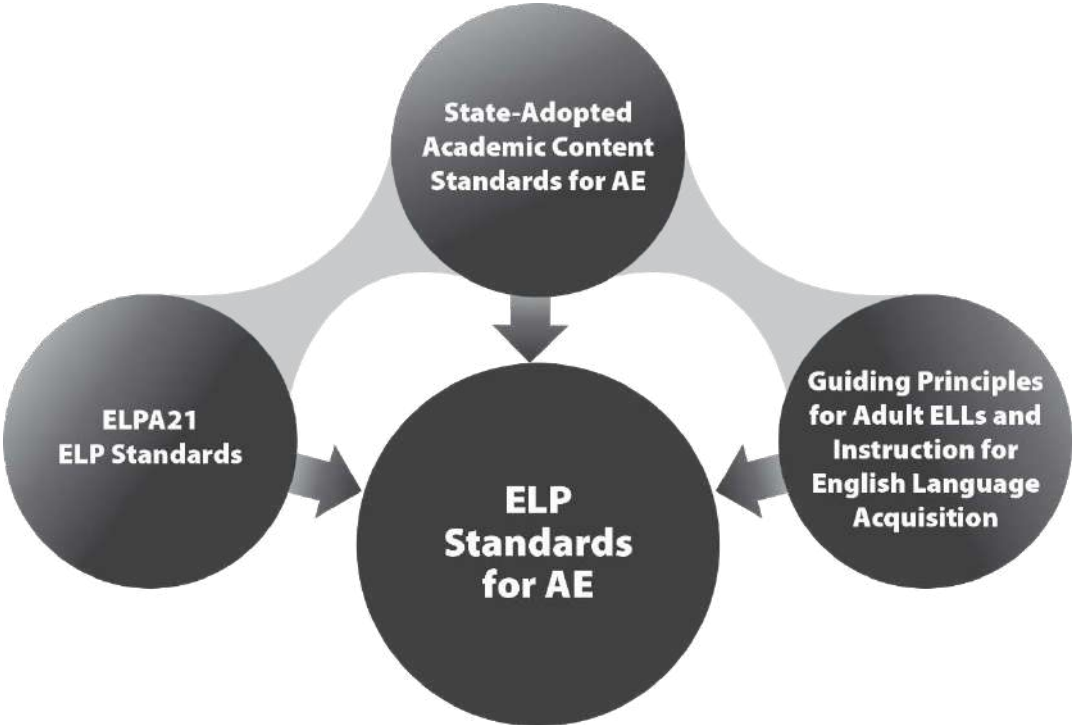 State-Adopted
Academic Content
Standards for AE
ELPA21
ELP Standards
Guiding Principles
for Adult ELLs and
Instruction for
English Language
Acquisition
ELP
Standards
for AE